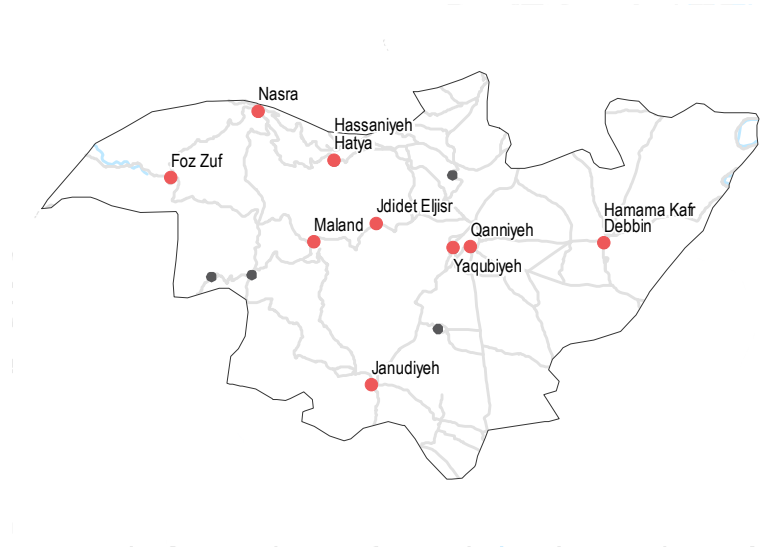 Nasra
Hassaniyeh
Hatya
Foz Zuf
Jdidet Eljisr
Hamama Kafr
Debbin
Maland
Qanniyeh
Yaqubiyeh
Janudiyeh